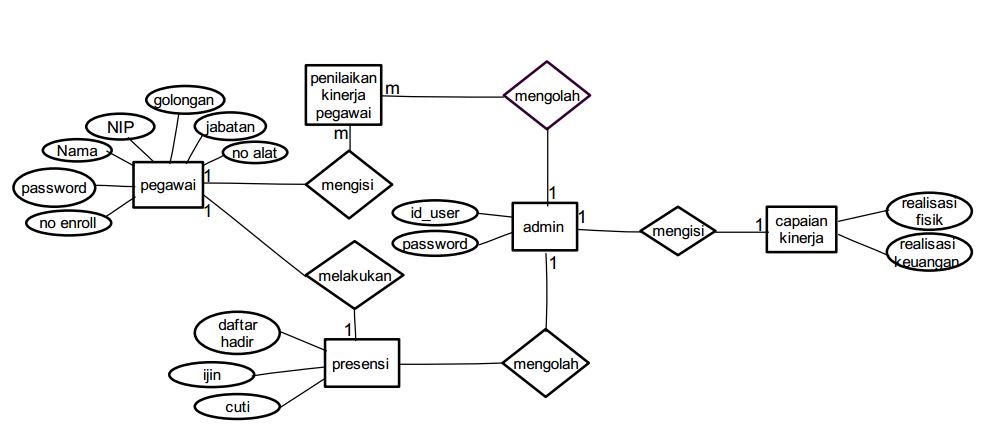 golongan
NIP
jabatan
Nama
no alat
password
pegawai
no enroll
1
1
penilaikan
kinerja
pegawai
m
m
mengolah
mengisi
melakukan
1
id_user
password
admin
1
1
1
mengisi
1
capaian
kinerja
realisasi
fisik
realisasi
keuangan
daftar
hadir
ijin
cuti
presensi
mengolah